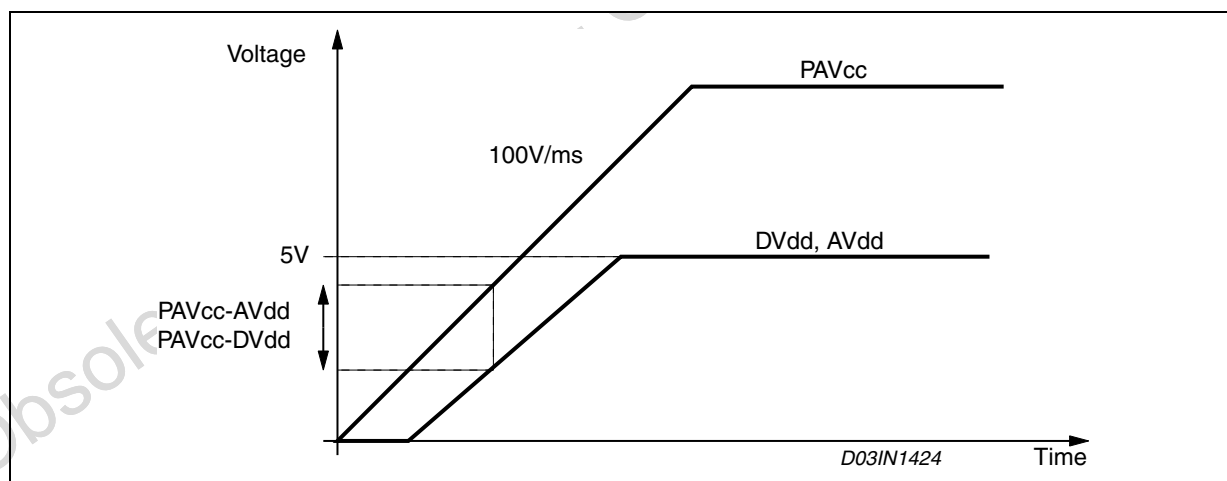 Voltage
PAVcc
100V/ms
5V
DVdd, AVdd
PAVcc-AVdd
PAVcc-DVdd
D03IN1424
Time